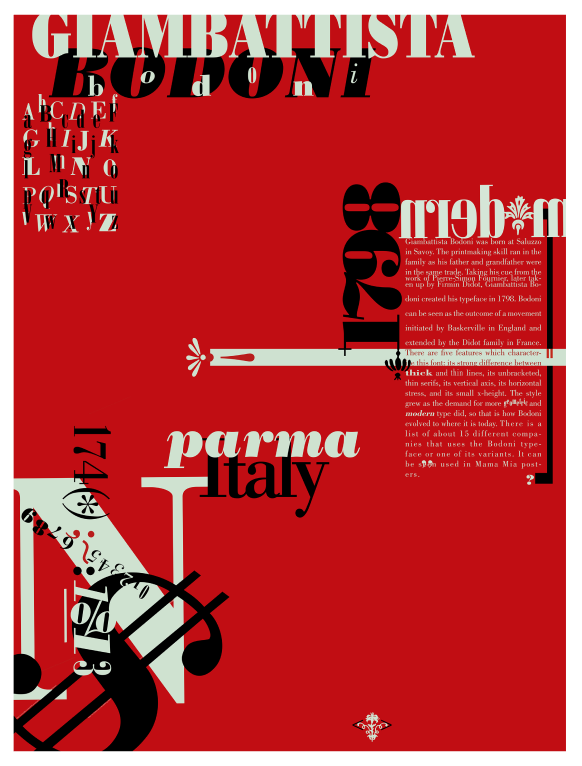 GIAMBATTISTA
BODONI
b o d o n i
A B C D E F
G H I J K
L M N O
P Q R S T U
V W X Y Z
modern
Giambattista Bodoni was born at Saluzzo
in Savoy. The printmaking skill ran in the
family as his father and grandfather were
in the same trade. Taking his cue from the
work of Pierre-Simon Fournier, later tak-
en up by Firmin Didot, Giambattista Bo-
doni created his typeface in 1798. Bodoni
can be seen as the outcome of a movement
initiated by Baskerville in England and
extended by the Didot family in France.
There are five features which character-
this font: its strong difference between
thick and thin lines, its unbracketed,
thin serifs, its vertical axis, its horizontal
stress, and its small x-height. The style
grew as the demand for more and
modern type did, so that is how Bodoni
evolved to where it is today. There is a
list of about 15 different compa-
nies that uses the Bodoni type-
face or one of its variants. It can
be used in Mama Mia post-
ers.
?
parma
Italy
174(*)
N
$